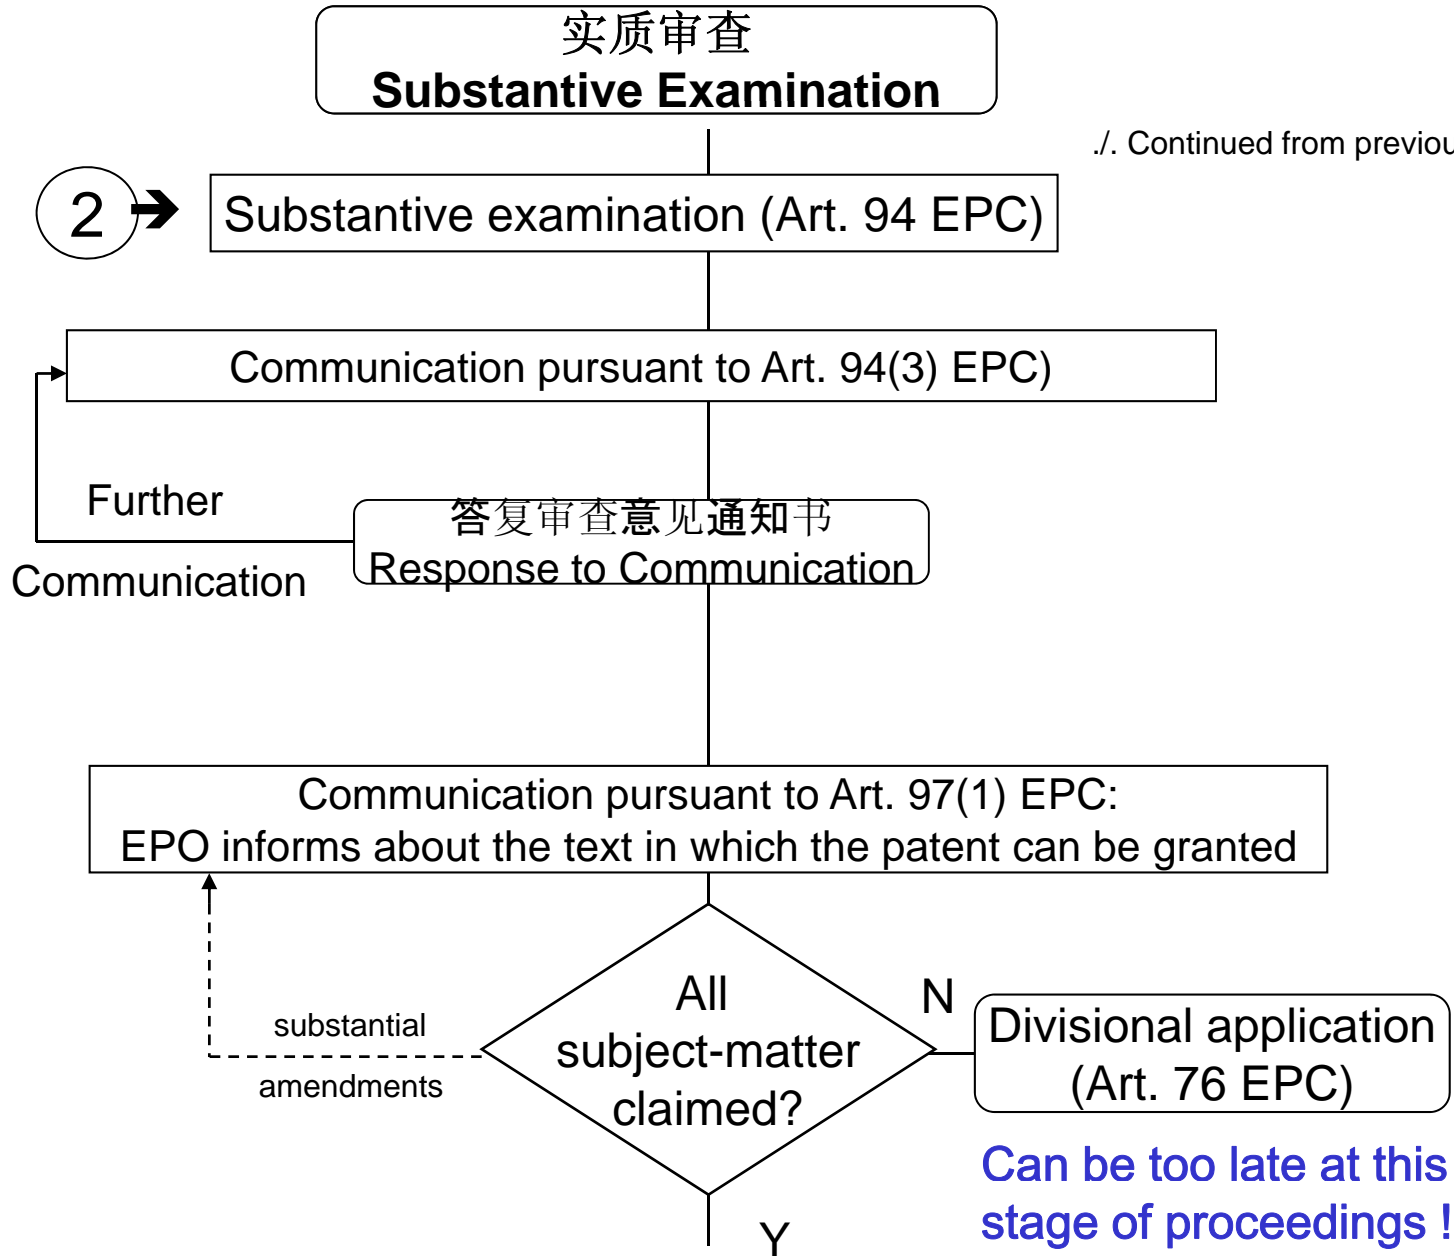 实质审查
Substantive Examination
./. Continued from previou
2
Substantive examination (Art. 94 EPC)
Communication pursuant to Art. 94(3) EPC)
Further
Communication
答复审查意见通知书
Response to Communication
Communication pursuant to Art. 97(1) EPC:
EPO informs about the text in which the patent can be granted
substantial
amendments
All
subject-matter
claimed?
N
Divisional application
(Art. 76 EPC)
Can be too late at this
stage of proceedings !
Y